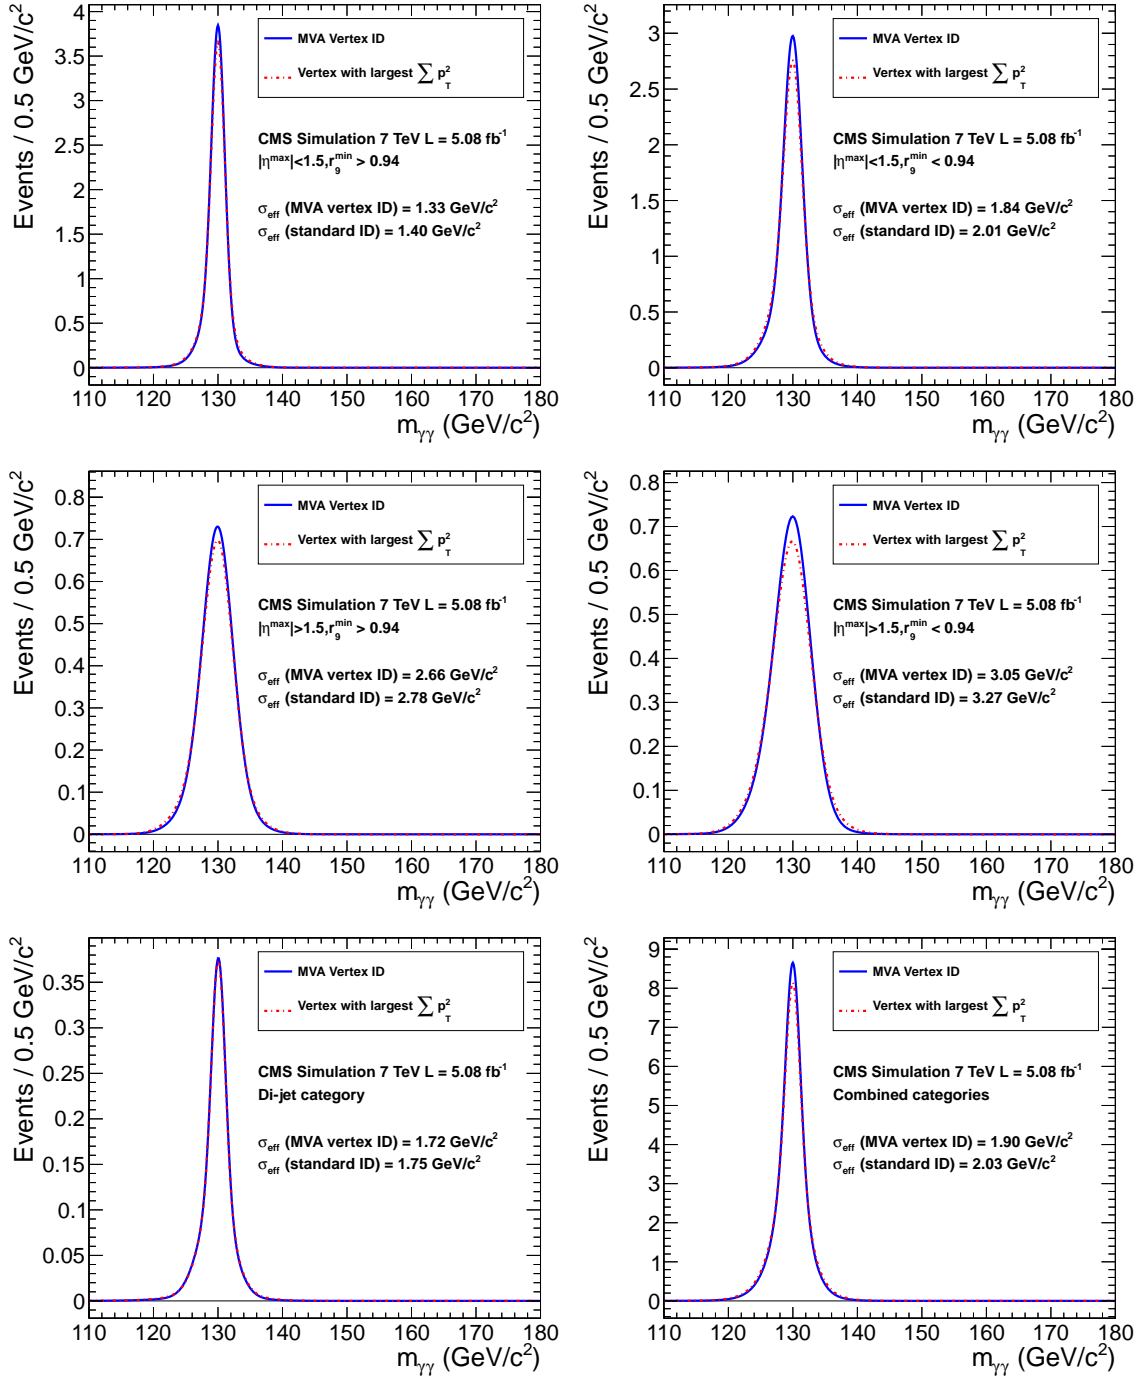 Events / 0.5 GeV/c²
4
3.5
3
2.5
2
1.5
1
0.5
0
MVA Vertex ID
Vertex with largest ∑ p_T²
CMS Simulation 7 TeV L = 5.08 fb⁻¹
|η^max|<1.5,r_9^min > 0.94
σ_eff (MVA vertex ID) = 1.33 GeV/c²
σ_eff (standard ID) = 1.40 GeV/c²
110 120 130 140 150 160 170 180
m_γγ (GeV/c²)
Events / 0.5 GeV/c²
3
2.5
2
1.5
1
0.5
0
MVA Vertex ID
Vertex with largest ∑ p_T²
CMS Simulation 7 TeV L = 5.08 fb⁻¹
|η^max|<1.5,r_9^min < 0.94
σ_eff (MVA vertex ID) = 1.84 GeV/c²
σ_eff (standard ID) = 2.01 GeV/c²
110 120 130 140 150 160 170 180
m_γγ (GeV/c²)
Events / 0.5 GeV/c²
0.8
0.7
0.6
0.5
0.4
0.3
0.2
0.1
0
MVA Vertex ID
Vertex with largest ∑ p_T²
CMS Simulation 7 TeV L = 5.08 fb⁻¹
|η^max|>1.5,r_9^min > 0.94
σ_eff (MVA vertex ID) = 2.66 GeV/c²
σ_eff (standard ID) = 2.78 GeV/c²
110 120 130 140 150 160 170 180
m_γγ (GeV/c²)
Events / 0.5 GeV/c²
0.8
0.7
0.6
0.5
0.4
0.3
0.2
0.1
0
MVA Vertex ID
Vertex with largest ∑ p_T²
CMS Simulation 7 TeV L = 5.08 fb⁻¹
|η^max|>1.5,r_9^min < 0.94
σ_eff (MVA vertex ID) = 3.05 GeV/c²
σ_eff (standard ID) = 3.27 GeV/c²
110 120 130 140 150 160 170 180
m_γγ (GeV/c²)
Events / 0.5 GeV/c²
0.35
0.3
0.25
0.2
0.15
0.1
0.05
0
MVA Vertex ID
Vertex with largest ∑ p_T²
CMS Simulation 7 TeV L = 5.08 fb⁻¹
Di-jet category
σ_eff (MVA vertex ID) = 1.72 GeV/c²
σ_eff (standard ID) = 1.75 GeV/c²
110 120 130 140 150 160 170 180
m_γγ (GeV/c²)
Events / 0.5 GeV/c²
9
8
7
6
5
4
3
2
1
0
MVA Vertex ID
Vertex with largest ∑ p_T²
CMS Simulation 7 TeV L = 5.08 fb⁻¹
Combined categories
σ_eff (MVA vertex ID) = 1.90 GeV/c²
σ_eff (standard ID) = 2.03 GeV/c²
110 120 130 140 150 160 170 180
m_γγ (GeV/c²)